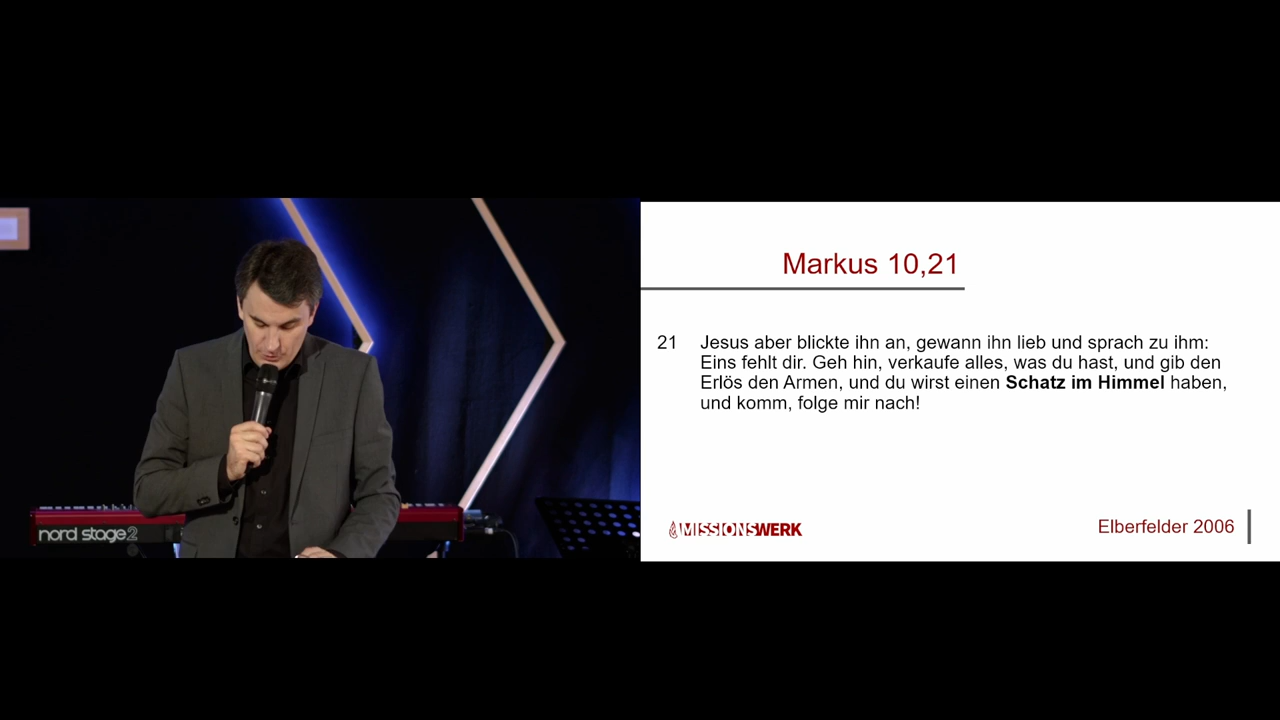 nord stage2
Markus 10,21
21 Jesus aber blickte ihn an, gewann ihn lieb und sprach zu ihm:
Eins fehlt dir. Geh hin, verkaufe alles, was du hast, und gib den
Erlös den Armen, und du wirst einen Schatz im Himmel haben,
und komm, folge mir nach!
MISSIONSWERK
Elberfelder 2006